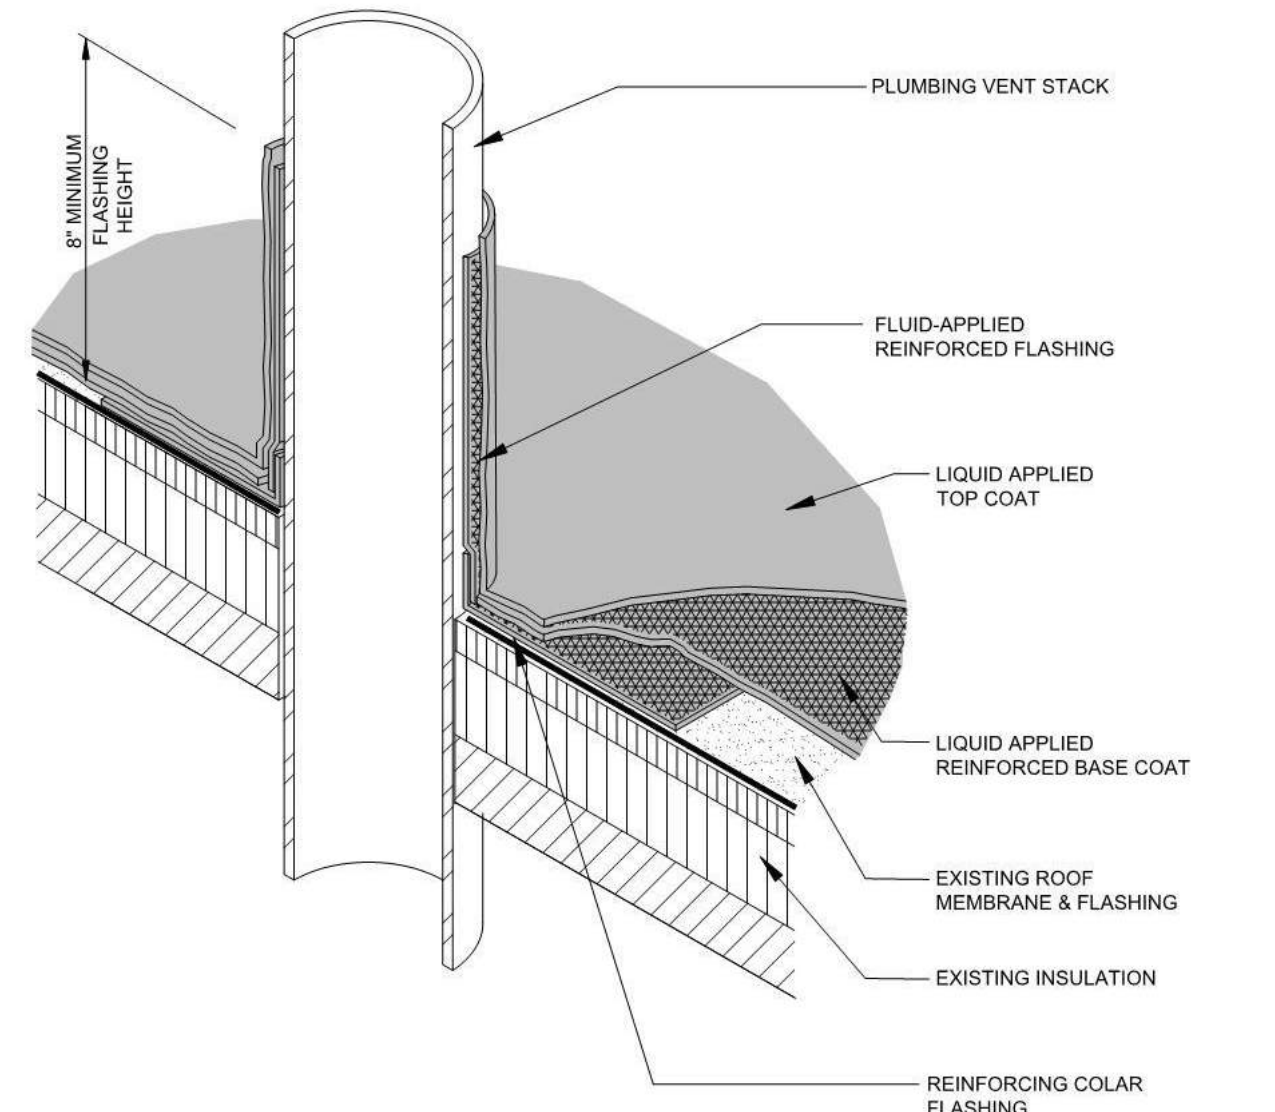 PLUMBING VENT STACK
8" MINIMUM
FLASHING
HEIGHT
FLUID-APPLIED
REINFORCED FLASHING
LIQUID APPLIED
TOP COAT
LIQUID APPLIED
REINFORCED BASE COAT
EXISTING ROOF
MEMBRANE & FLASHING
EXISTING INSULATION
REINFORCING COLAR
FLASHING